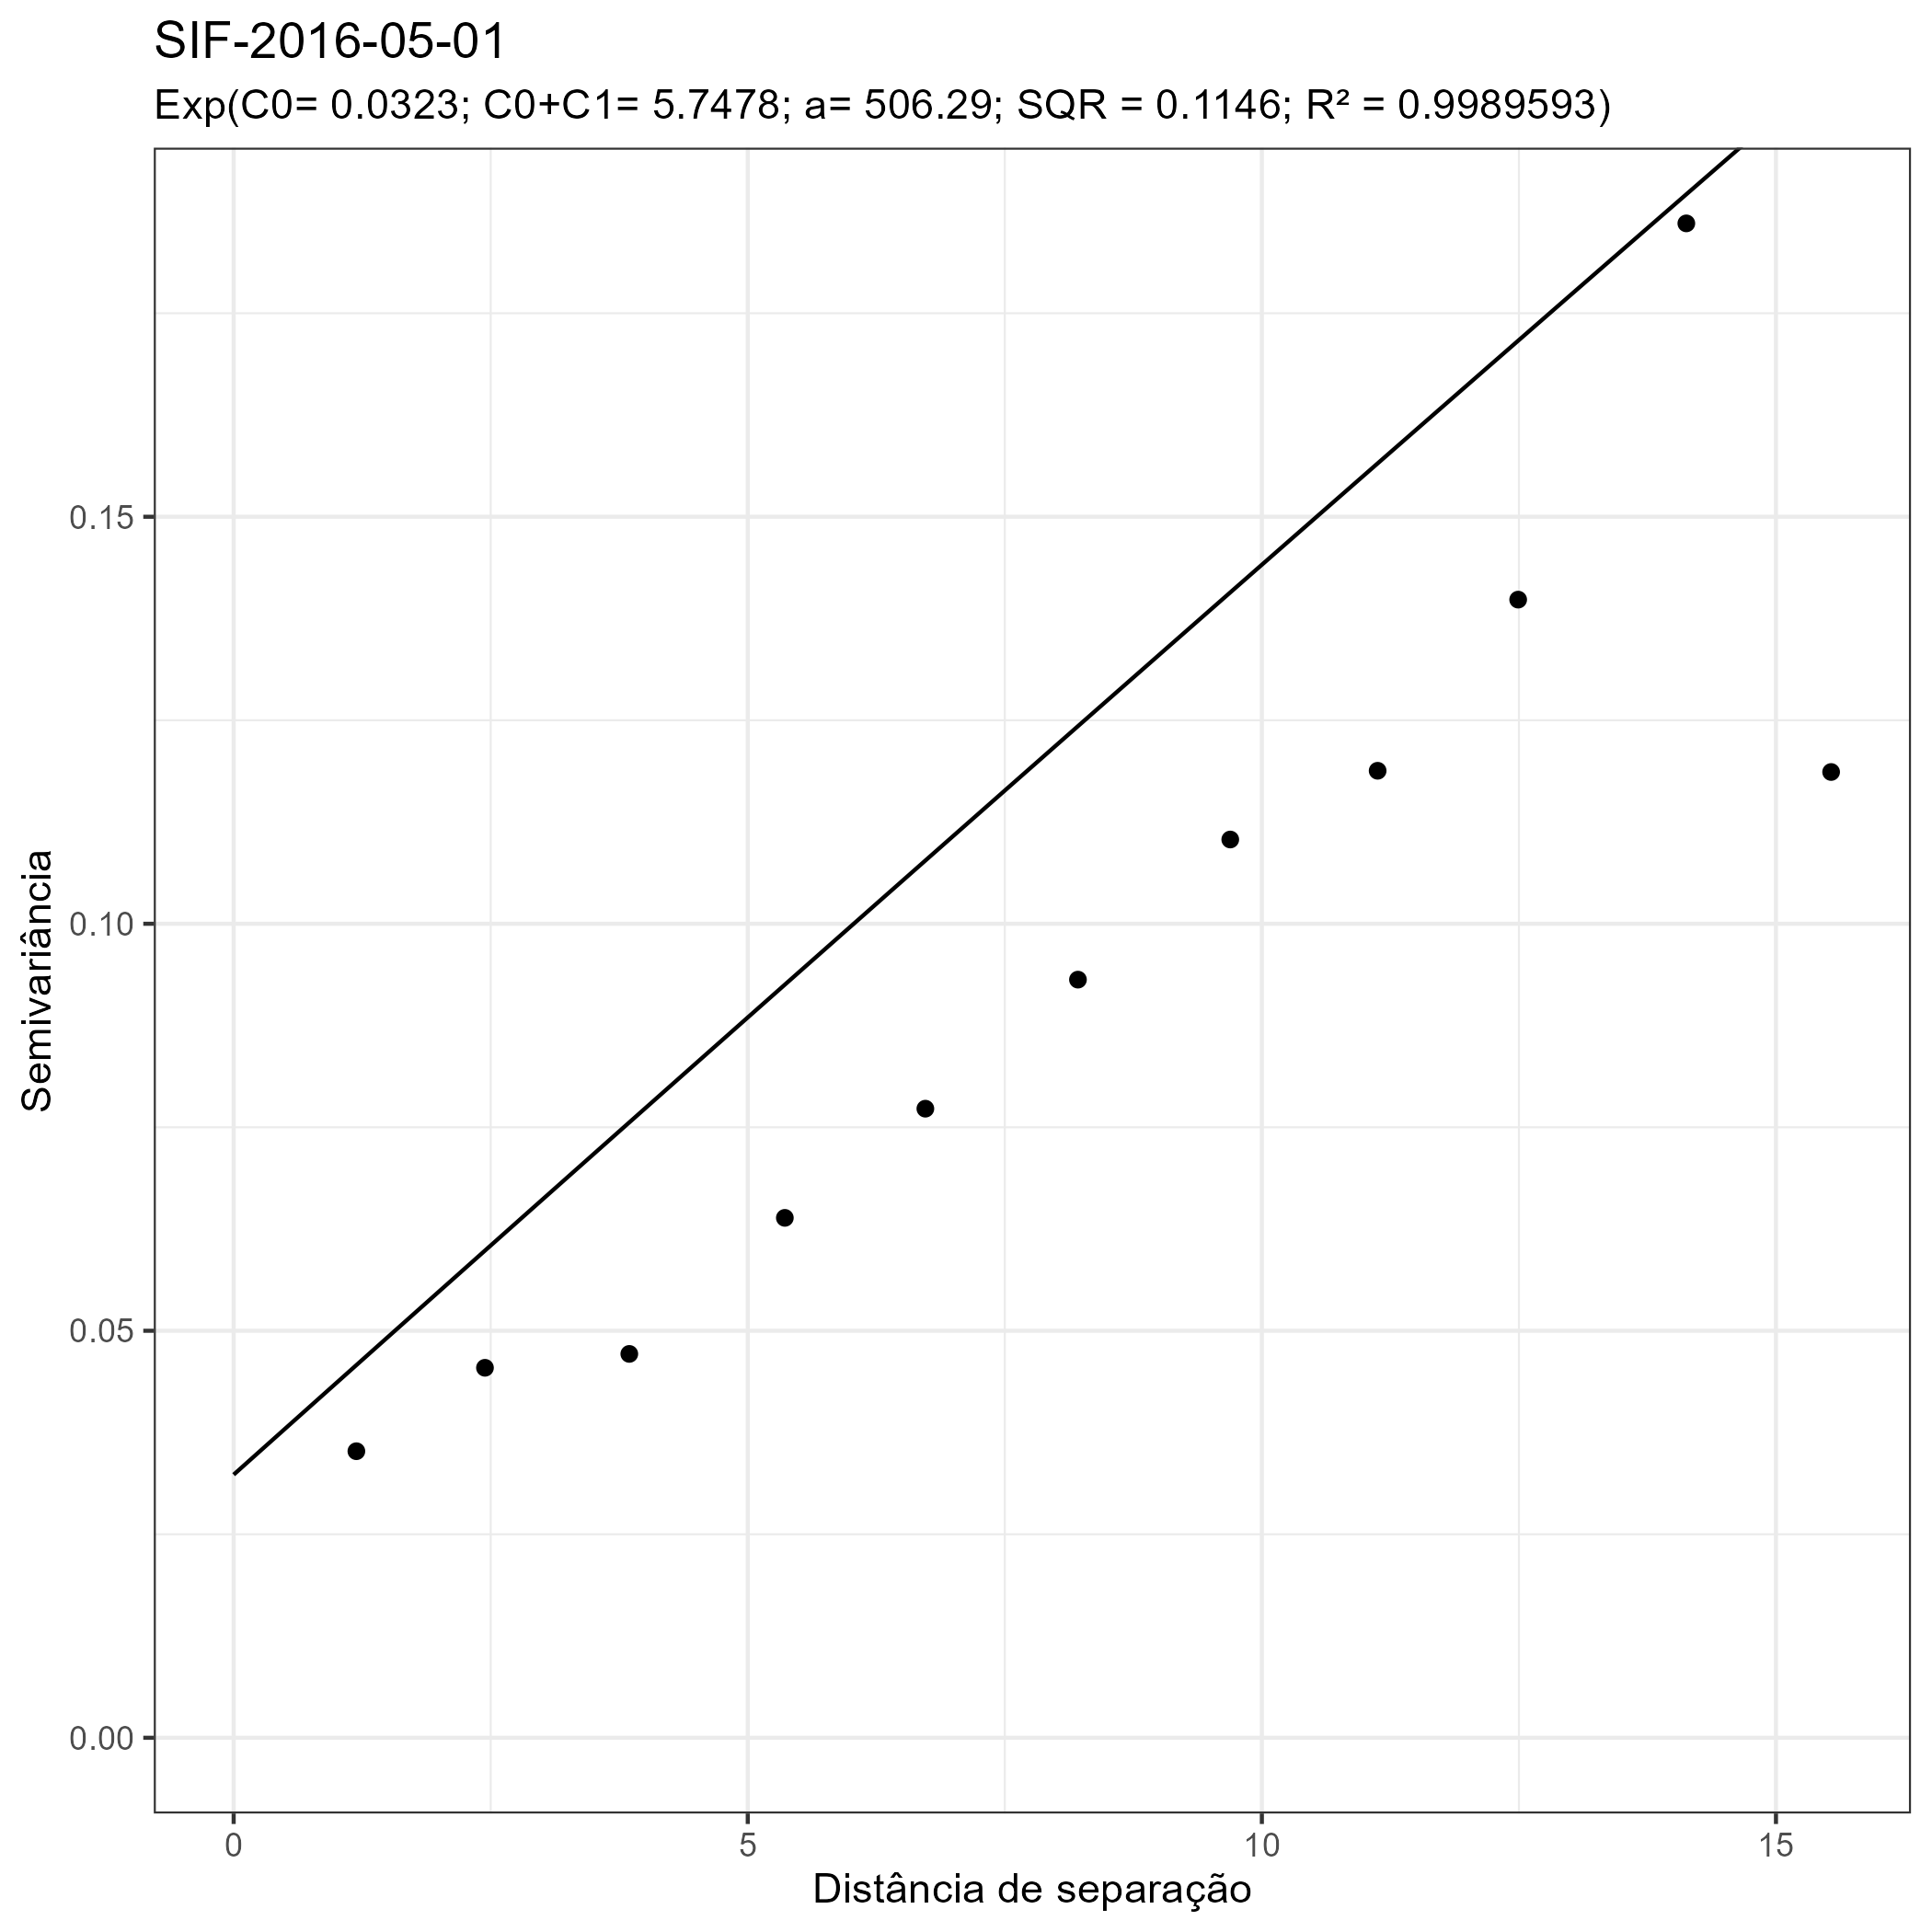 SIF-2016-05-01
Exp(C0= 0.0323; C0+C1= 5.7478; a= 506.29; SQR = 0.1146; R² = 0.9989593)
Semivariância
0.15
0.10
0.05
0.00
0 5 10 15
Distância de separação